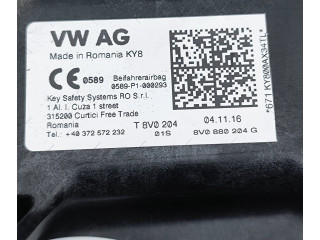 VW AG
Made in Romania KY8
CE 0589 Beifahrerairbag
0589-P1-000293
Key Safety Systems RO S.r.l.
1 Al. I. Cuza 1 street
315200 Curtici Free Trade
Romania T 8V0 204 04.11.16
Tel.: +40 372 572 232 01S 8V0 880 204 G
*671 KY800AX34TL*